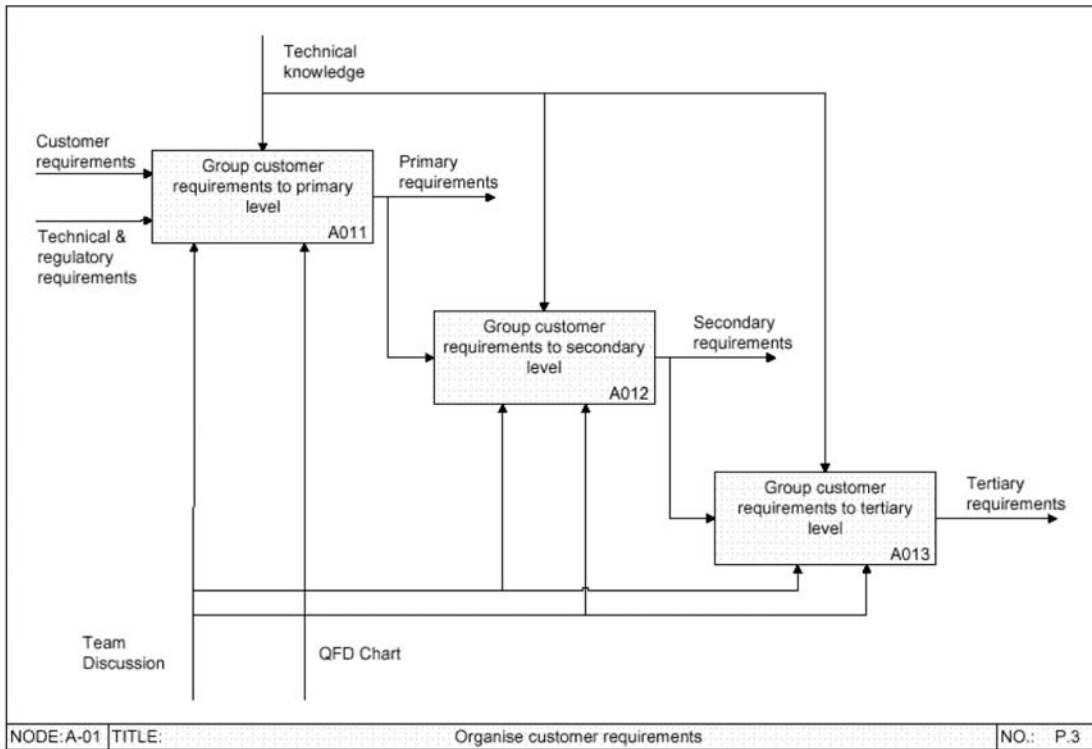 Technical
knowledge
Customer
requirements
Group customer
requirements to primary
level
A011
Primary
requirements
Technical &
regulatory
requirements
Group customer
requirements to secondary
level
A012
Secondary
requirements
Group customer
requirements to tertiary
level
A013
Tertiary
requirements
Team
Discussion
QFD Chart
NODE: A-01 TITLE: Organise customer requirements NO.: P.3